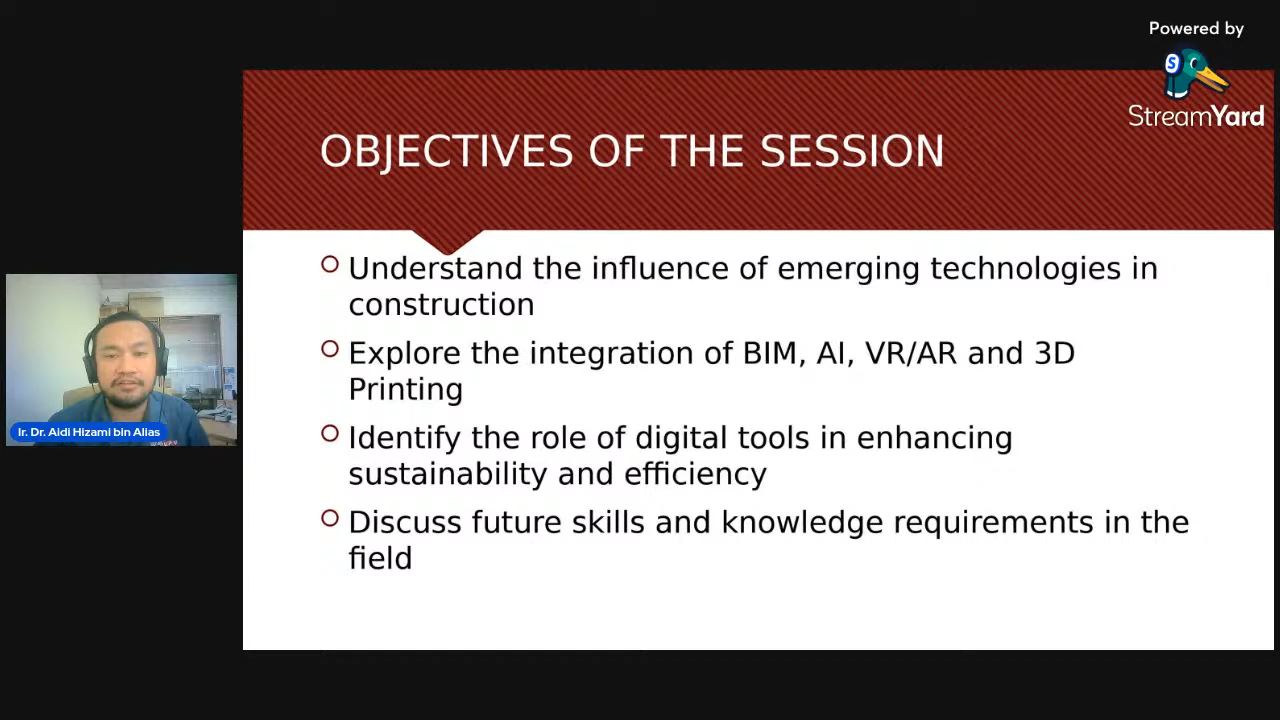 Powered by
StreamYard
OBJECTIVES OF THE SESSION
Understand the influence of emerging technologies in
construction
Explore the integration of BIM, AI, VR/AR and 3D
Printing
Identify the role of digital tools in enhancing
sustainability and efficiency
Discuss future skills and knowledge requirements in the
field
Ir. Dr. Aidi Hizami bin Alias